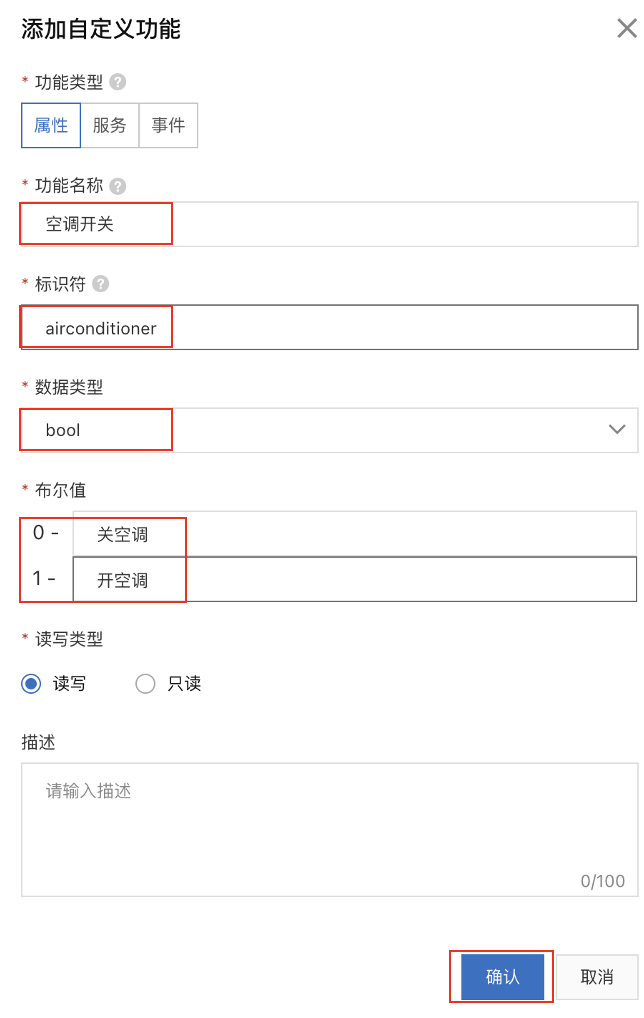 添加自定义功能
* 功能类型 ?
属性 服务 事件
* 功能名称 ?
空调开关
* 标识符 ?
airconditioner
* 数据类型
bool
* 布尔值
0 - 关空调
1 - 开空调
* 读写类型
读写 只读
描述
请输入描述
0/100
确认 取消